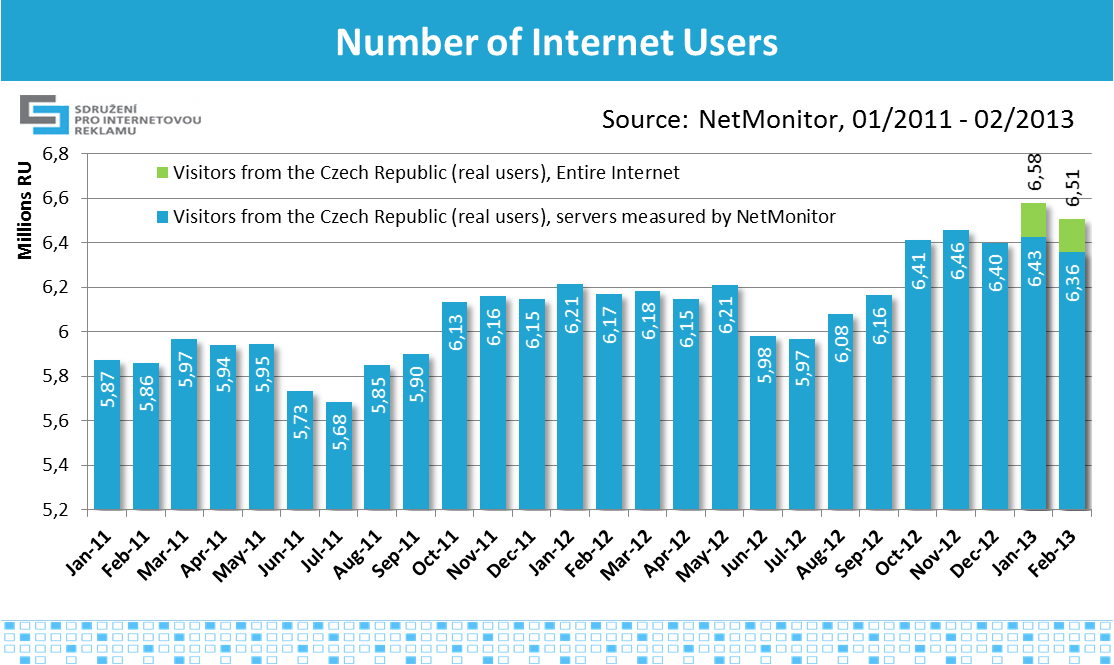 Number of Internet Users
SDRUŽENÍ
PRO INTERNETOVOU
REKLAMU
Source: NetMonitor, 01/2011 - 02/2013
Millions RU
6,8
6,6
6,4
6,2
6
5,8
5,6
5,4
5,2
Visitors from the Czech Republic (real users), Entire Internet
Visitors from the Czech Republic (real users), servers measured by NetMonitor
5,87
5,86
5,97
5,94
5,95
5,73
5,68
5,85
5,90
6,13
6,16
6,15
6,21
6,17
6,18
6,15
6,21
5,98
5,97
6,08
6,16
6,41
6,46
6,40
6,43
6,36
6,58
6,51
Jan-11
Feb-11
Mar-11
Apr-11
May-11
Jun-11
Jul-11
Aug-11
Sep-11
Oct-11
Nov-11
Dec-11
Jan-12
Feb-12
Mar-12
Apr-12
May-12
Jun-12
Jul-12
Aug-12
Sep-12
Oct-12
Nov-12
Dec-12
Jan-13
Feb-13